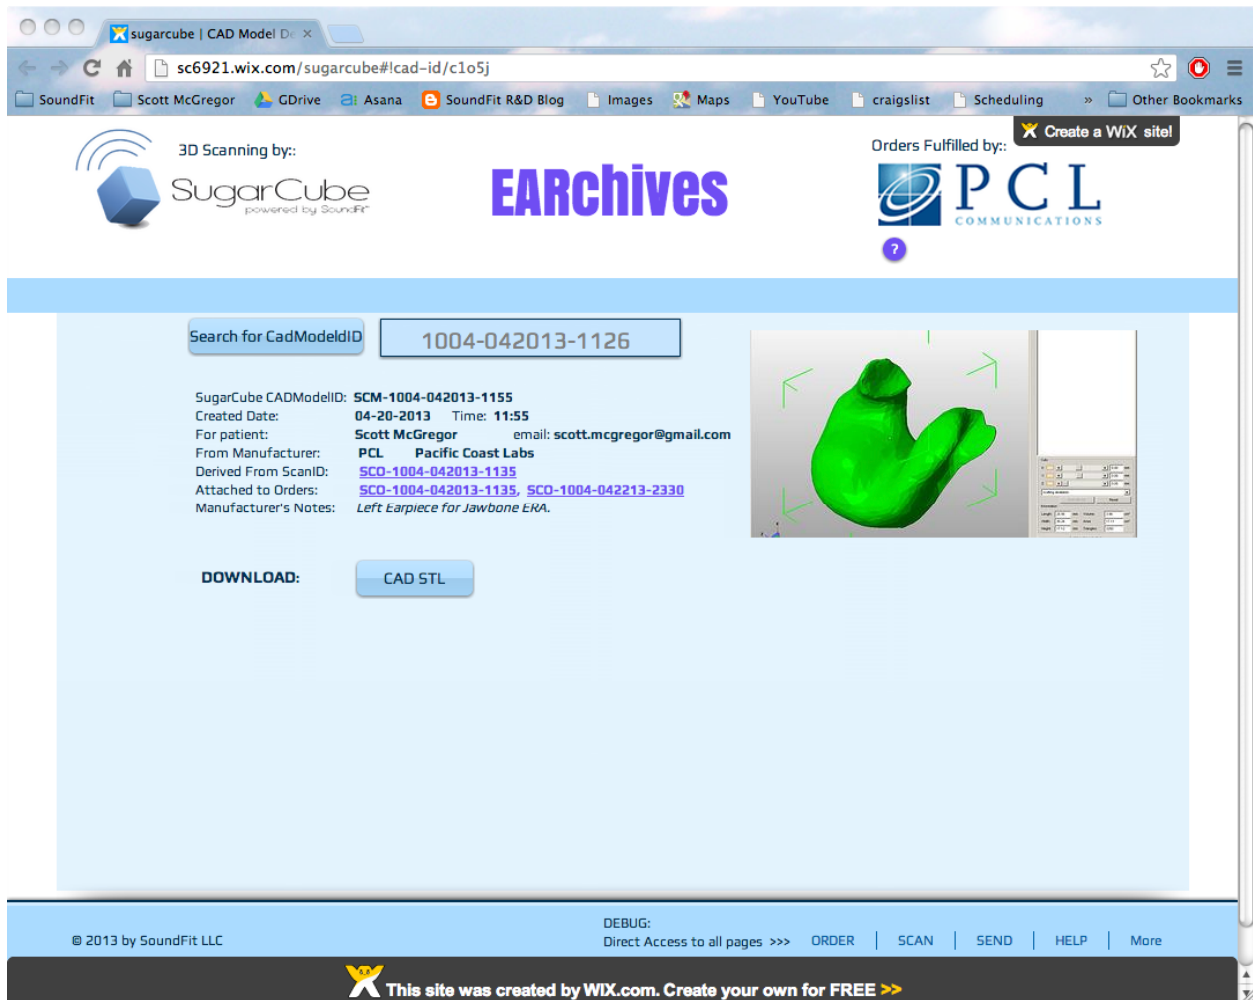 sugarcube | CAD Model De
sc6921.wix.com/sugarcube#!cad-id/c1o5j
SoundFit Scott McGregor GDrive Asana SoundFit R&D Blog Images Maps YouTube craigslist Scheduling » Other Bookmarks
Create a WiX site!
3D Scanning by::
SugarCube
powered by SoundFit
EARchives
Orders Fulfilled by::
PCL
COMMUNICATIONS
?
Search for CadModeldID 1004-042013-1126
SugarCube CADModelID: SCM-1004-042013-1155
Created Date: 04-20-2013 Time: 11:55
For patient: Scott McGregor email: scott.mcgregor@gmail.com
From Manufacturer: PCL Pacific Coast Labs
Derived From ScanID: SCO-1004-042013-1135
Attached to Orders: SCO-1004-042013-1135, SCO-1004-042213-2330
Manufacturer's Notes: Left Earpiece for Jawbone ERA.
DOWNLOAD: CAD STL
DEBUG:
© 2013 by SoundFit LLC Direct Access to all pages >>> ORDER | SCAN | SEND | HELP | More
This site was created by WIX.com. Create your own for FREE >>